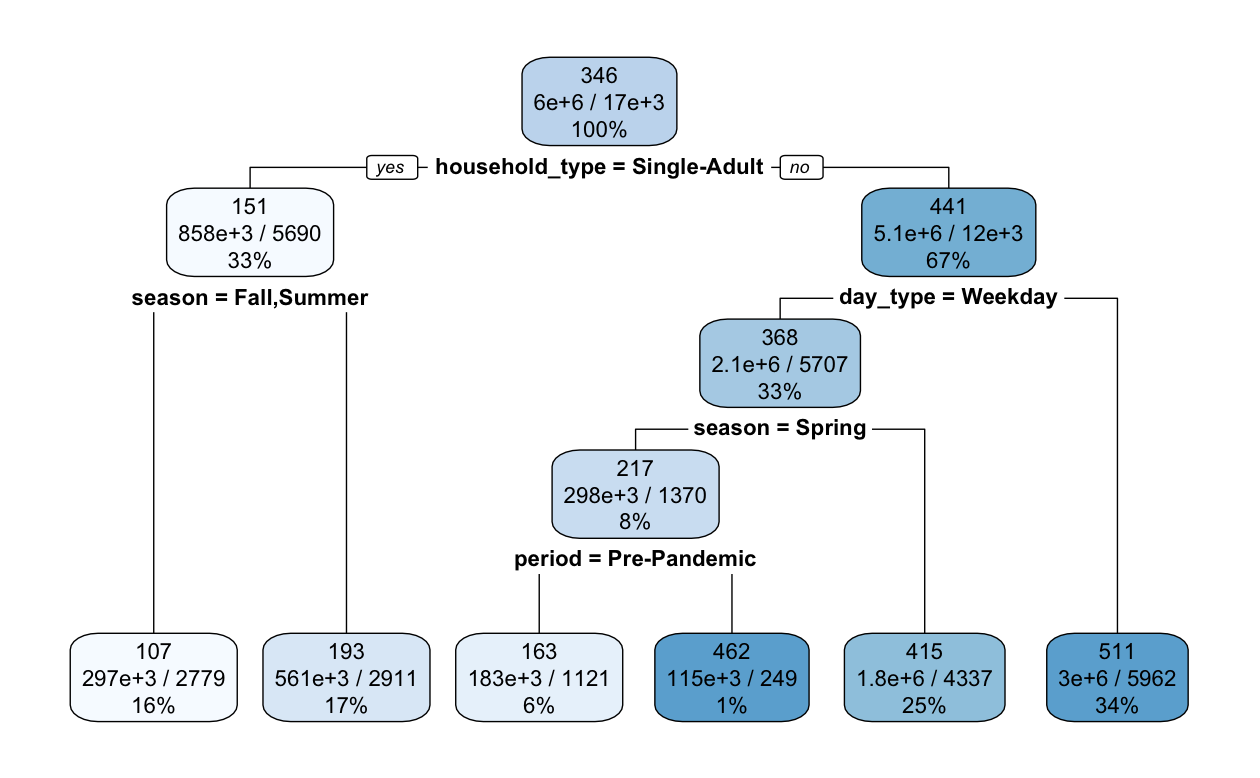 346
6e+6 / 17e+3
100%
yes household_type = Single-Adult no
151
858e+3 / 5690
33%
441
5.1e+6 / 12e+3
67%
season = Fall,Summer
day_type = Weekday
368
2.1e+6 / 5707
33%
season = Spring
217
298e+3 / 1370
8%
period = Pre-Pandemic
107
297e+3 / 2779
16%
193
561e+3 / 2911
17%
163
183e+3 / 1121
6%
462
115e+3 / 249
1%
415
1.8e+6 / 4337
25%
511
3e+6 / 5962
34%